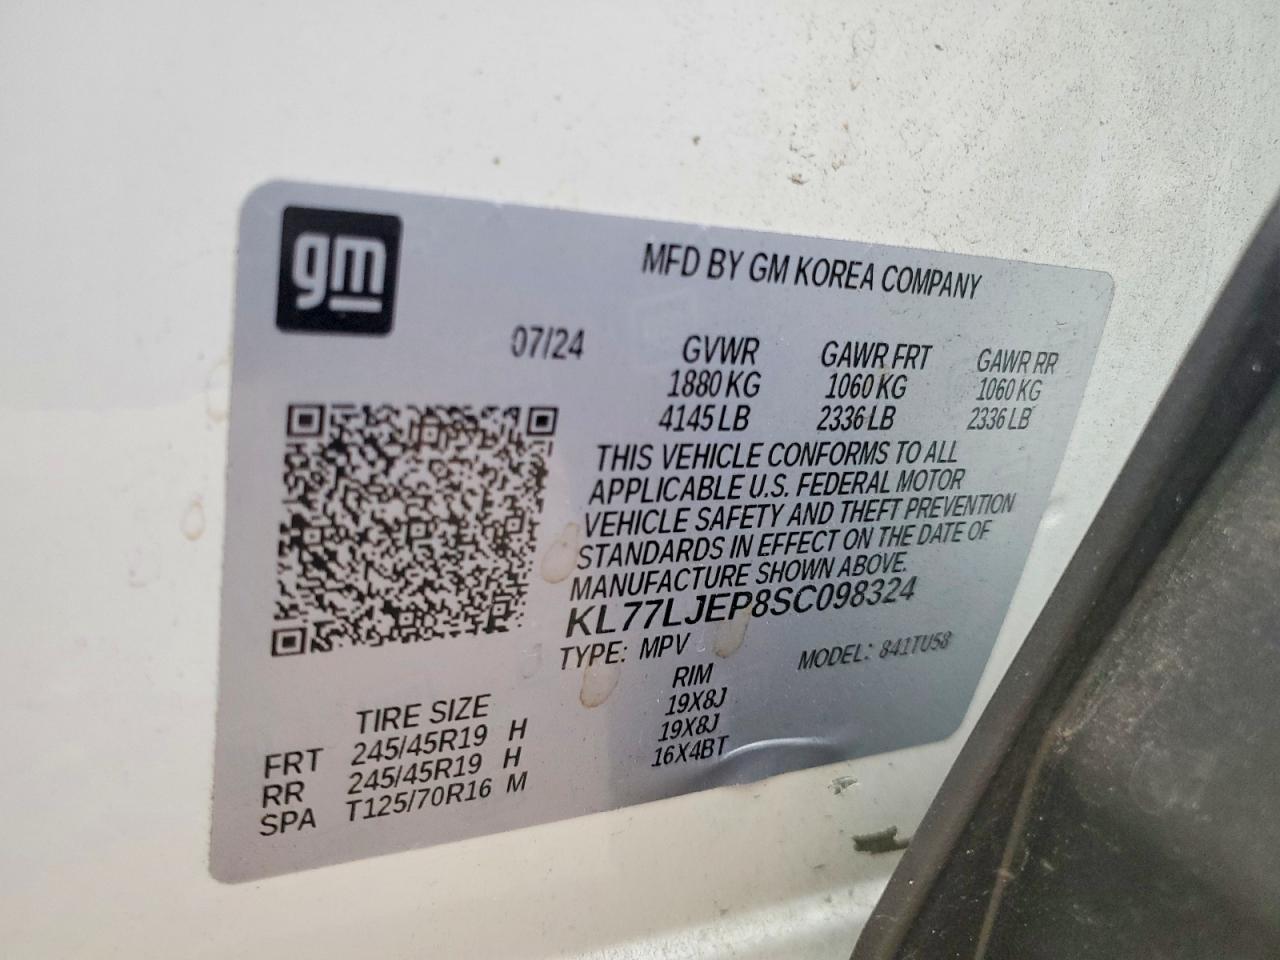 gm
MFD BY GM KOREA COMPANY
07/24 GVWR GAWR FRT GAWR RR
1880 KG 1060 KG 1060 KG
4145 LB 2336 LB 2336 LB
THIS VEHICLE CONFORMS TO ALL
APPLICABLE U.S. FEDERAL MOTOR
VEHICLE SAFETY AND THEFT PREVENTION
STANDARDS IN EFFECT ON THE DATE OF
MANUFACTURE SHOWN ABOVE.
KL77LJEP8SC098324
TYPE: MPV MODEL: 841TU58
TIRE SIZE RIM
FRT 245/45R19 H 19X8J
RR 245/45R19 H 19X8J
SPA T125/70R16 M 16X4BT